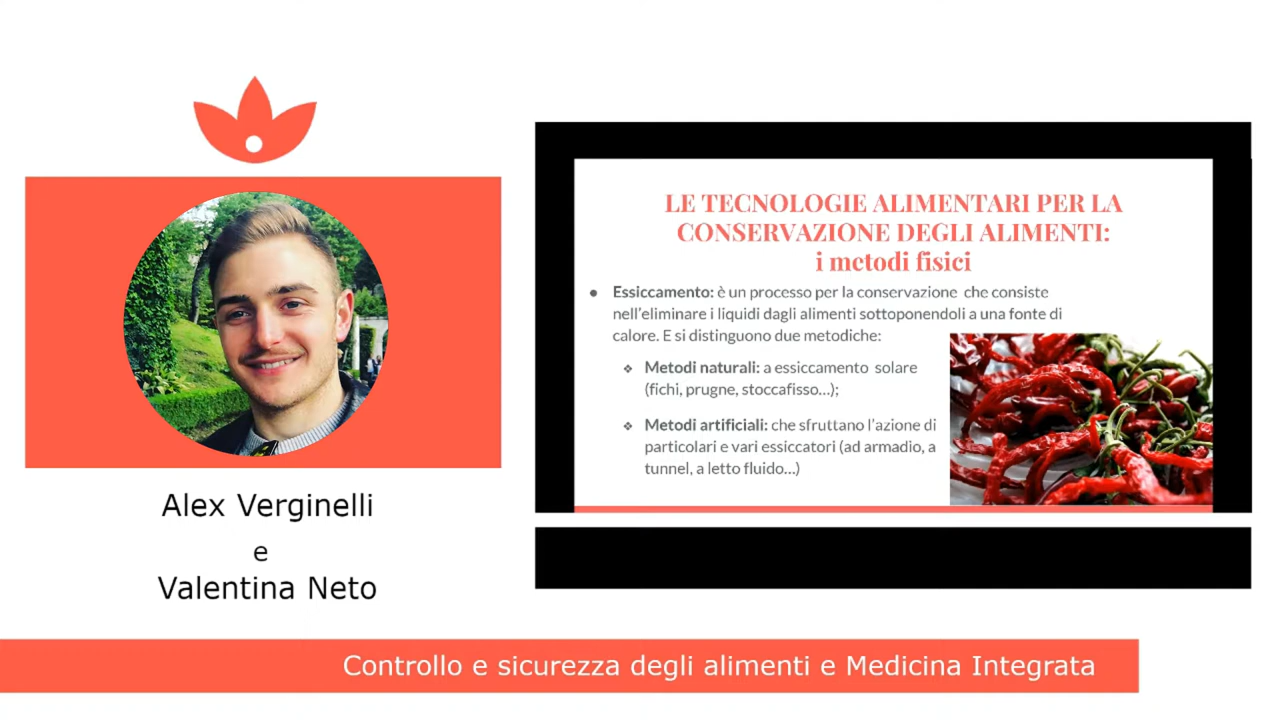 Alex Verginelli
e
Valentina Neto
LE TECNOLOGIE ALIMENTARI PER LA
CONSERVAZIONE DEGLI ALIMENTI:
i metodi fisici
● Essiccamento: è un processo per la conservazione che consiste
nell'eliminare i liquidi dagli alimenti sottoponendoli a una fonte di
calore. E si distinguono due metodiche:
❖ Metodi naturali: a essiccamento solare
(fichi, prugne, stoccafisso...);
❖ Metodi artificiali: che sfruttano l'azione di
particolari e vari essiccatori (ad armadio, a
tunnel, a letto fluido...)
Controllo e sicurezza degli alimenti e Medicina Integrata